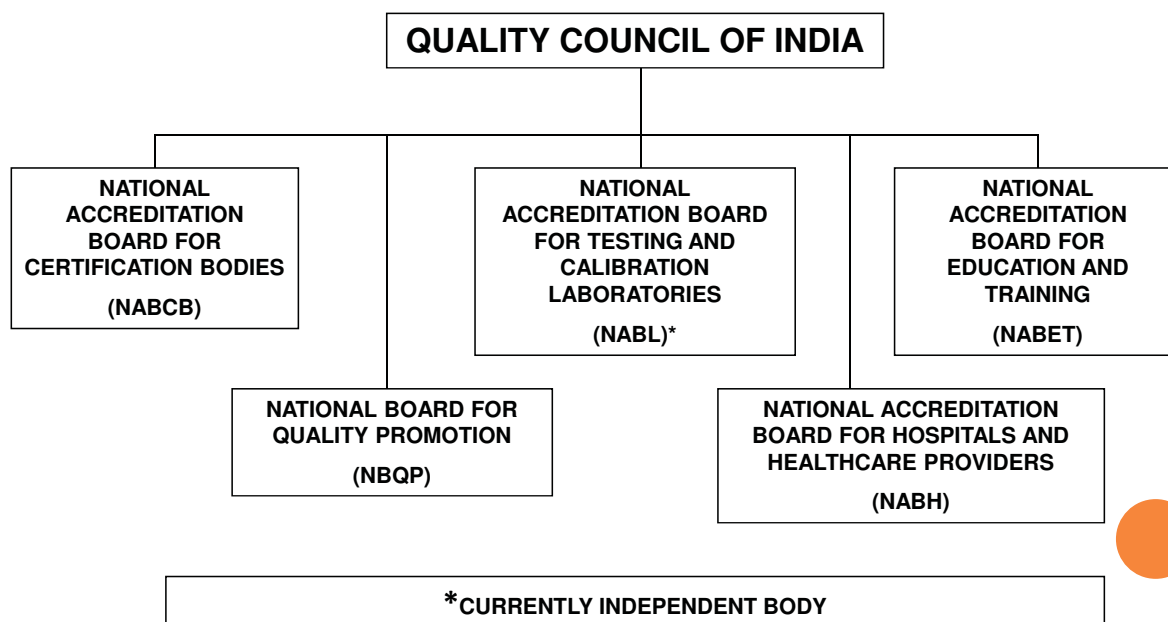 QUALITY COUNCIL OF INDIA
NATIONAL
ACCREDITATION
BOARD FOR
CERTIFICATION BODIES
(NABCB)
NATIONAL
ACCREDITATION BOARD
FOR TESTING AND
CALIBRATION
LABORATORIES
(NABL)*
NATIONAL
ACCREDITATION
BOARD FOR
EDUCATION AND
TRAINING
(NABET)
NATIONAL BOARD FOR
QUALITY PROMOTION
(NBQP)
NATIONAL ACCREDITATION
BOARD FOR HOSPITALS AND
HEALTHCARE PROVIDERS
(NABH)
*CURRENTLY INDEPENDENT BODY